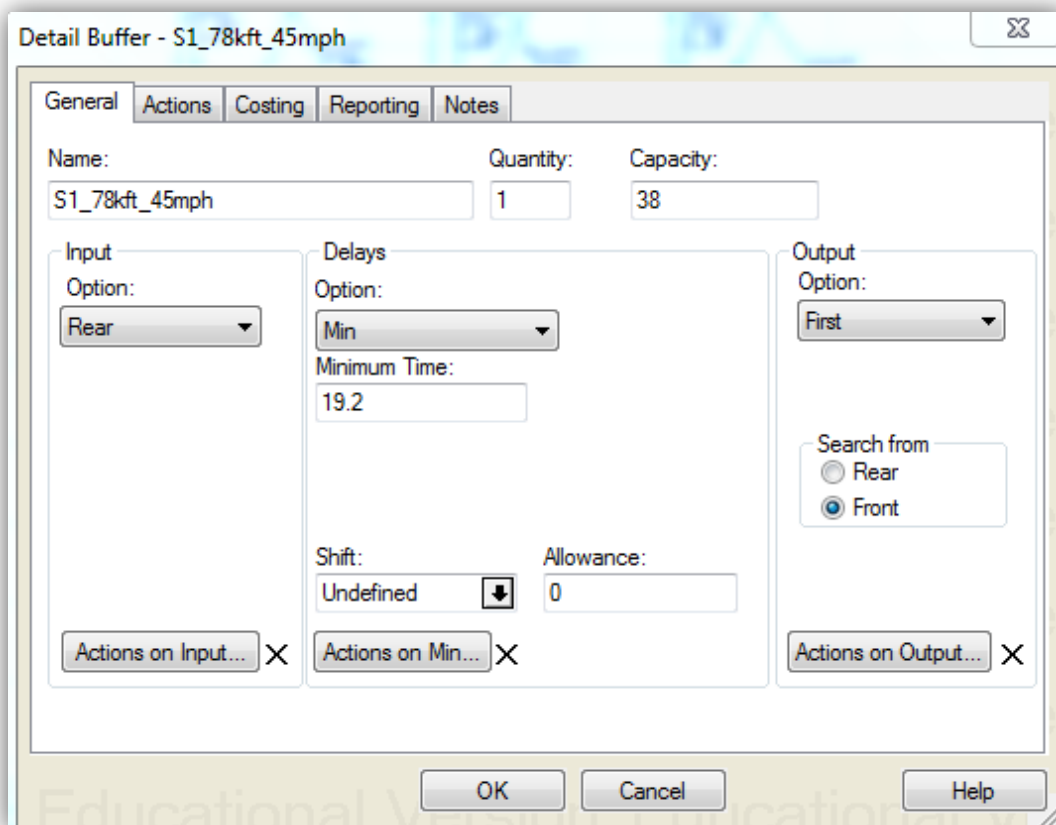 Detail Buffer - S1_78kft_45mph
General Actions Costing Reporting Notes
Name: Quantity: Capacity:
S1_78kft_45mph 1 38
Input Delays Output
Option: Option: Option:
Rear Min First
Minimum Time:
19.2
Search from
Rear
Front
Shift: Allowance:
Undefined 0
Actions on Input... Actions on Min... Actions on Output...
OK Cancel Help
Educational Version Educational V